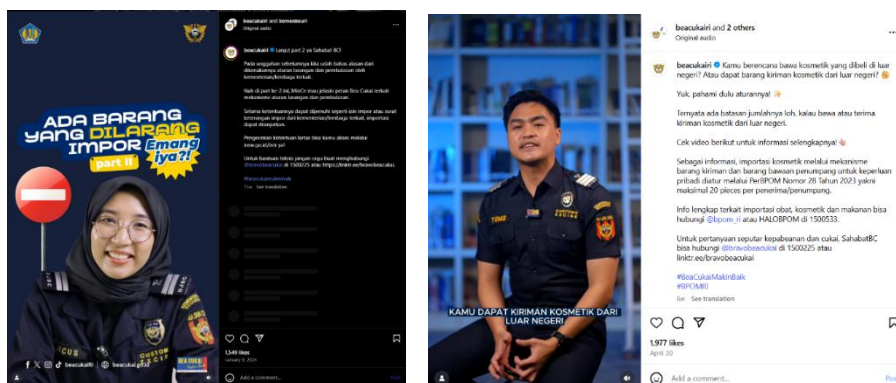 ADA BARANG
YANG DILARANG
IMPOR Emang
iya?!
part II
CUSTOMS
beacukaiRI
beacukai.go.id
BEA CUKAI
beacukairi and kemenkeuri
Original audio
beacukairi Lanjut part 2 ya Sahabat BC!
Pada unggahan sebelumnya kita udah bahas alasan dari
dikenakannya aturan larangan dan pembatasan oleh
kementerian/lembaga terkait.
Nah di part ke-2 ini, MinCe mau jelasin peran Bea Cukai terkait
mekanisme aturan larangan dan pembatasan.
Selama ketentuannya dapat dipenuhi seperti izin impor atau surat
keterangan impor dari kementerian/lembaga terkait, importasi
dapat dilanjutkan.
Pengecekan ketentuan lartas bisa kamu akses melalui
Untuk bantuan teknis jangan ragu buat menghubungi
@bravobeacukai di 1500225 atau https://linktr.ee/bravobeacukai.
#BeaCukaiMakinBaik
See translation
1,549 likes
Add a comment...
Post
TOMZ
CUSTOMS
EXCISE
KAMU DAPAT KIRIMAN KOSMETIK DARI
LUAR NEGERI
beacukairi and 2 others
Original audio
beacukairi Kamu berencana bawa kosmetik yang dibeli di luar
negeri? Atau dapat barang kiriman kosmetik dari luar negeri?
Yuk, pahami dulu aturannya!
Ternyata ada batasan jumlahnya loh, kalau bawa atau terima
kiriman kosmetik dari luar negeri.
Cek video berikut untuk informasi selengkapnya!
Sebagai informasi, importasi kosmetik melalui mekanisme
barang kiriman dan barang bawaan penumpang untuk keperluan
pribadi diatur melalui PerBPOM Nomor 28 Tahun 2023 yakni
maksimal 20 pieces per penerima/penumpang.
Info lengkap terkait importasi obat, kosmetik dan makanan bisa
hubungi @bpom_ri atau HALOBPOM di 1500533.
Untuk pertanyaan seputar kepabeanan dan cukai, SahabatBC
bisa hubungi @bravobeacukai di 1500225 atau
linktr.ee/bravobeacukai
#BeaCukaiMakinBaik
#BPOMRI
6w See translation
1,977 likes
April 30
Add a comment...
Post